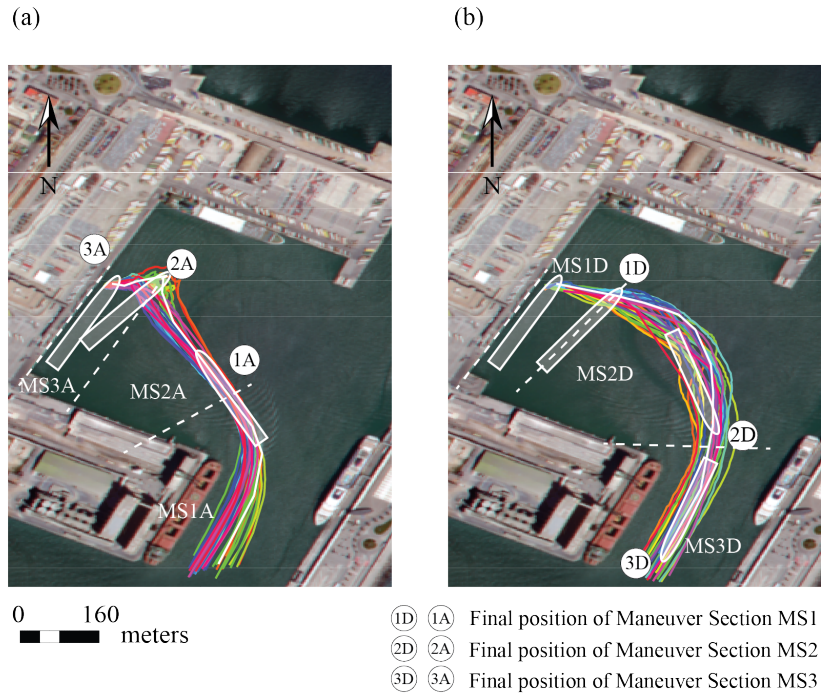 (a)
N
3A
2A
1A
MS3A
MS2A
MS1A
(b)
N
MS1D
1D
MS2D
2D
MS3D
3D
0 160
meters
1D 1A Final position of Maneuver Section MS1
2D 2A Final position of Maneuver Section MS2
3D 3A Final position of Maneuver Section MS3